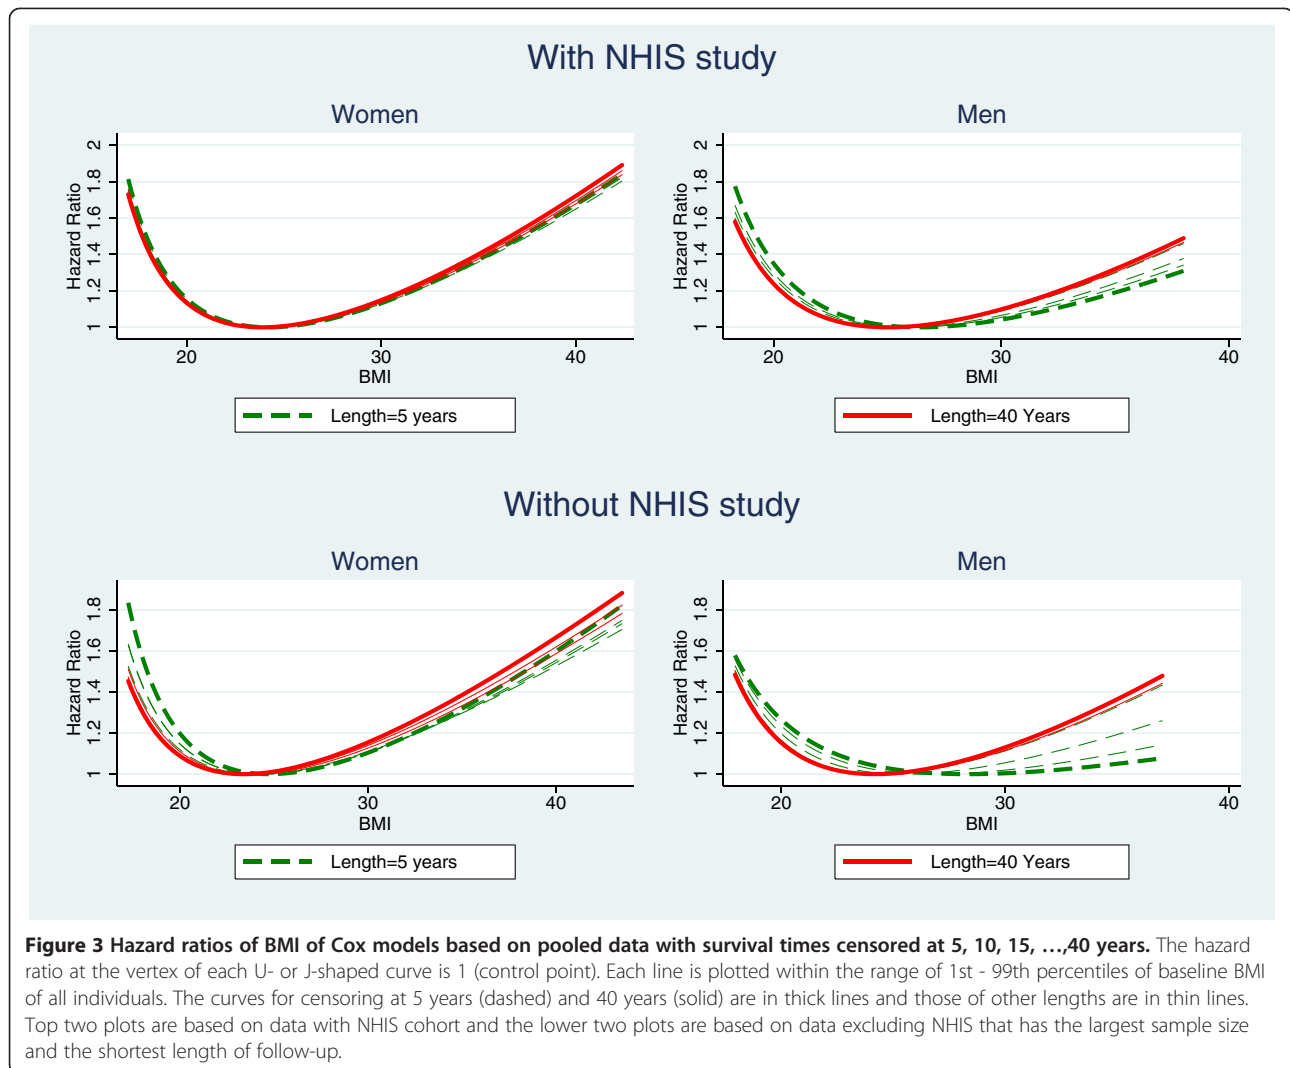 With NHIS study
Women
Men
Hazard Ratio
1 1.2 1.4 1.6 1.8 2
20 30 40
BMI
Hazard Ratio
1 1.2 1.4 1.6 1.8 2
20 30 40
BMI
Length=5 years
Length=40 Years
Without NHIS study
Women
Men
Hazard Ratio
1 1.2 1.4 1.6 1.8
20 30 40
BMI
Hazard Ratio
1 1.2 1.4 1.6 1.8
20 30 40
BMI
Length=5 years
Length=40 Years
Figure 3 Hazard ratios of BMI of Cox models based on pooled data with survival times censored at 5, 10, 15, …,40 years. The hazard
ratio at the vertex of each U- or J-shaped curve is 1 (control point). Each line is plotted within the range of 1st - 99th percentiles of baseline BMI
of all individuals. The curves for censoring at 5 years (dashed) and 40 years (solid) are in thick lines and those of other lengths are in thin lines.
Top two plots are based on data with NHIS cohort and the lower two plots are based on data excluding NHIS that has the largest sample size
and the shortest length of follow-up.